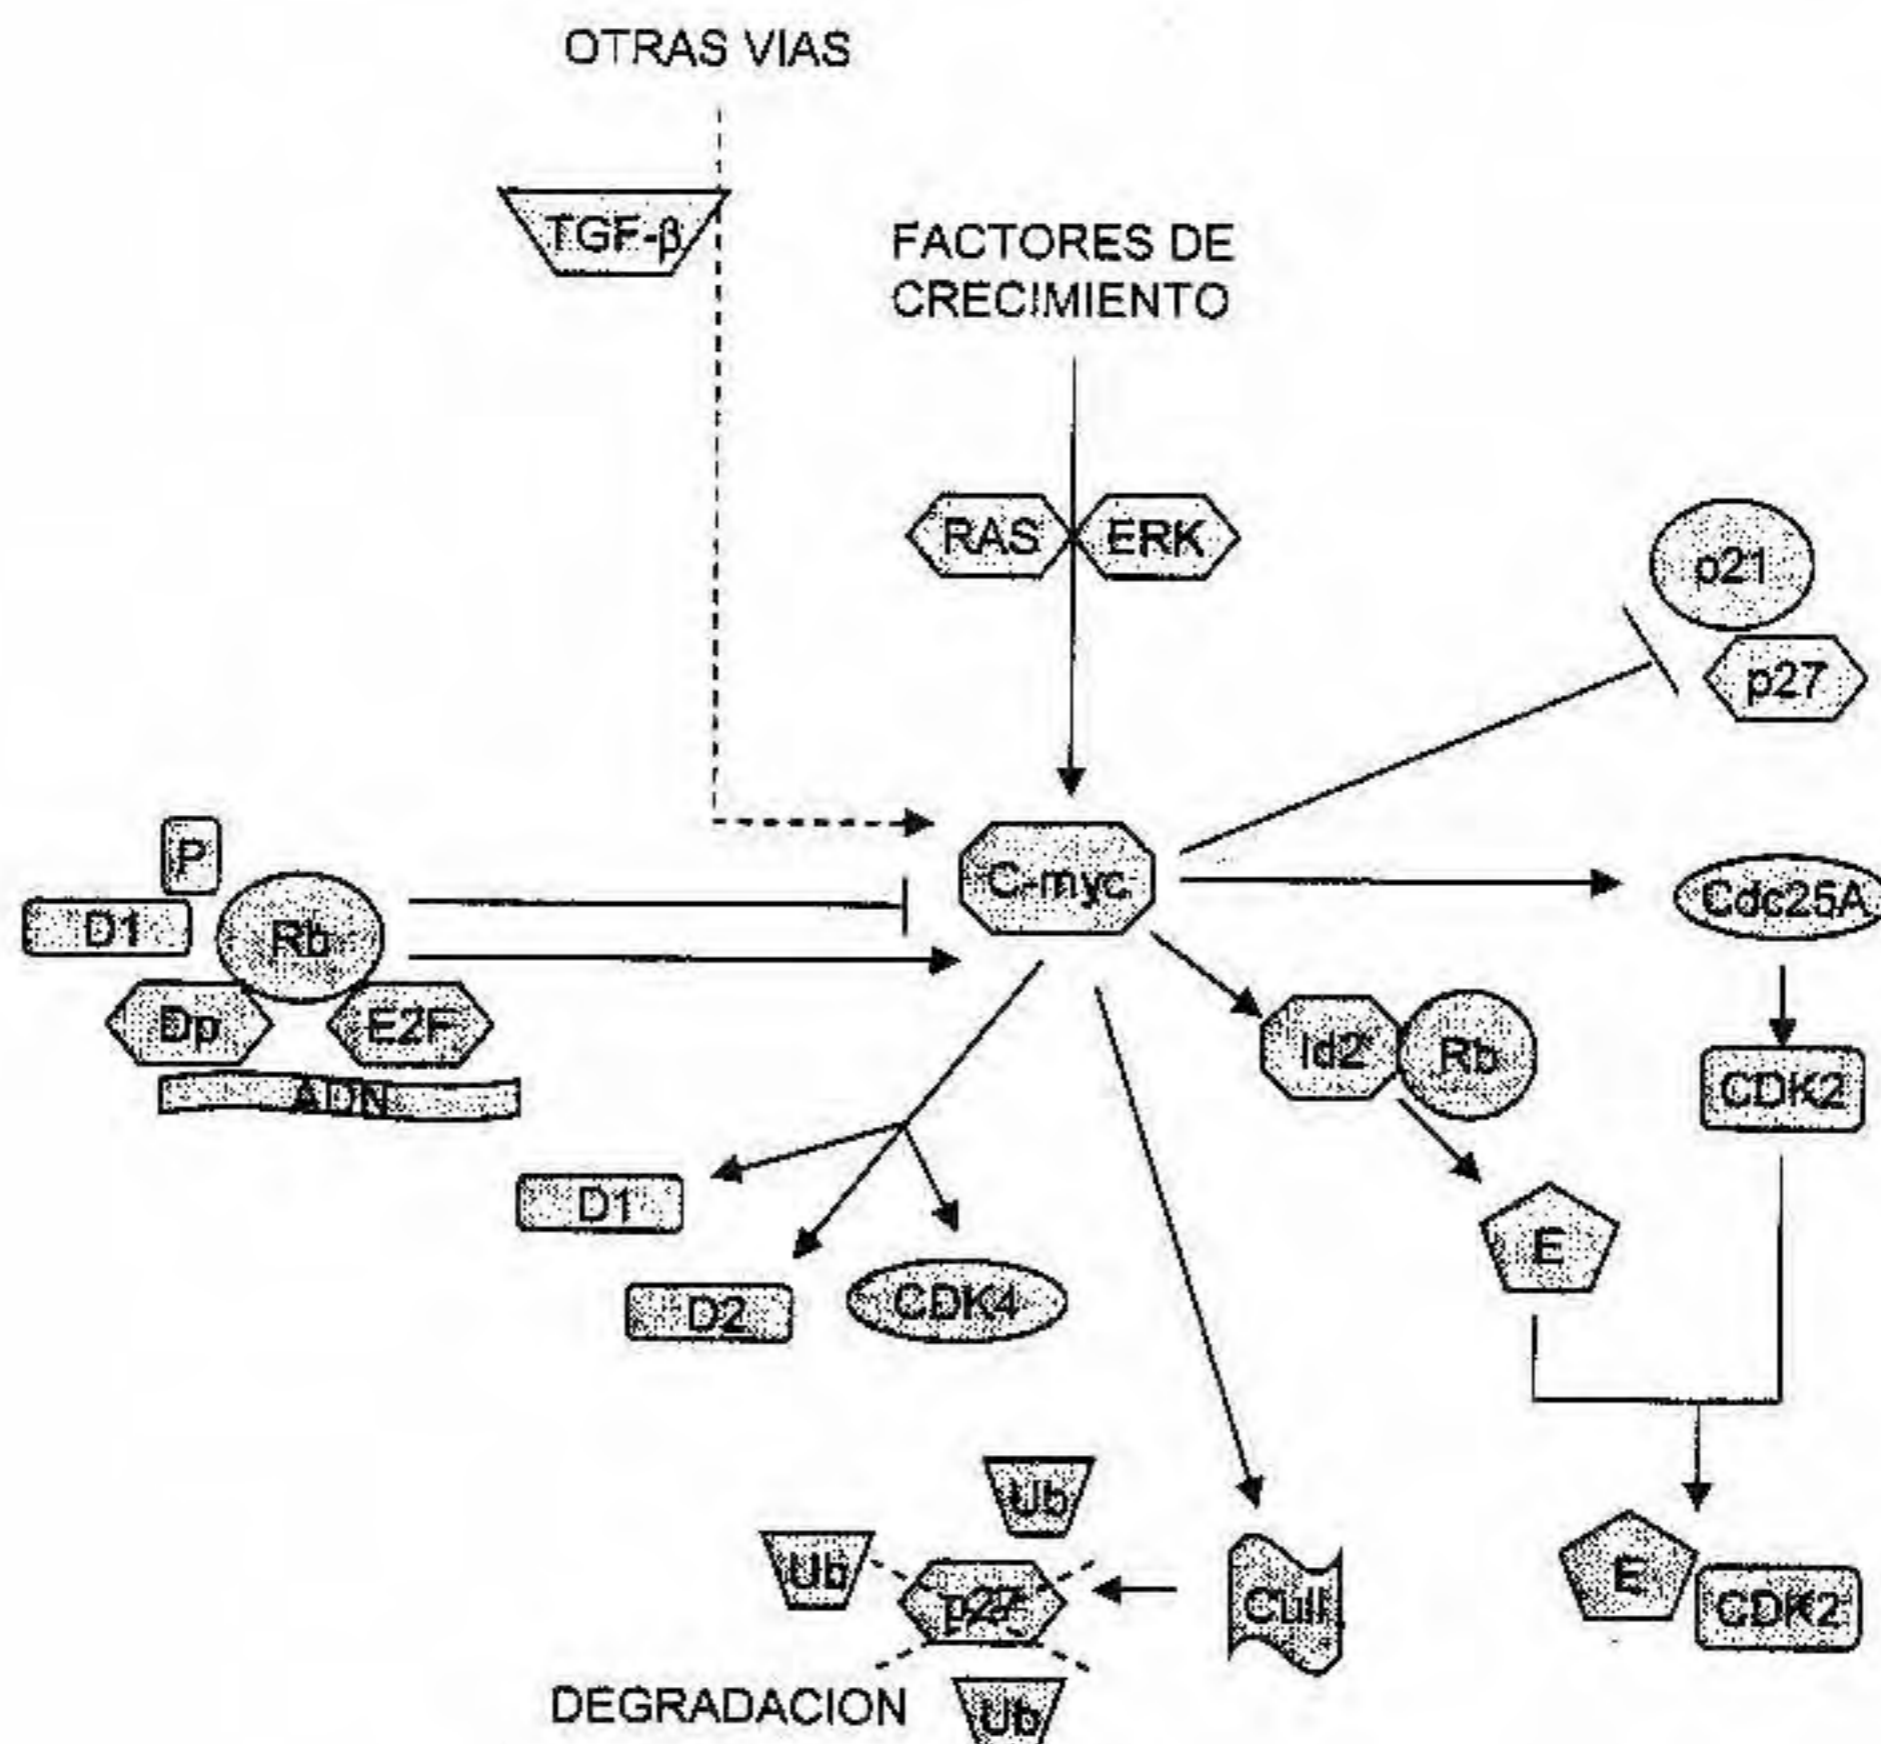 OTRAS VIAS
TGF-β
FACTORES DE
CRECIMIENTO
RAS
ERK
p21
p27
P
D1
Rb
Dp
E2F
ADN
C-myc
Cdc25A
Id2
Rb
CDK2
D1
D2
CDK4
E
Ub
Ub
p27
Cull
E
CDK2
DEGRADACION
Ub